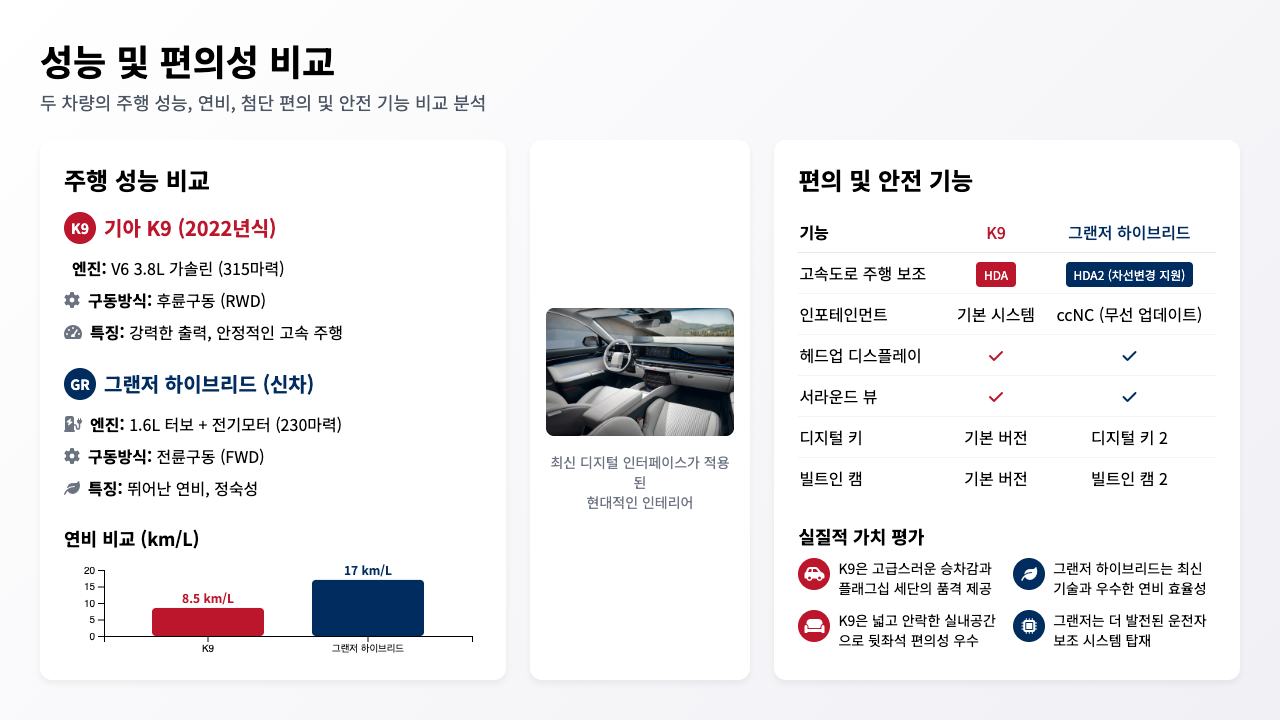 성능 및 편의성 비교
두 차량의 주행 성능, 연비, 첨단 편의 및 안전 기능 비교 분석
주행 성능 비교
K9 기아 K9 (2022년식)
엔진: V6 3.8L 가솔린 (315마력)
구동방식: 후륜구동 (RWD)
특징: 강력한 출력, 안정적인 고속 주행
GR 그랜저 하이브리드 (신차)
엔진: 1.6L 터보 + 전기모터 (230마력)
구동방식: 전륜구동 (FWD)
특징: 뛰어난 연비, 정숙성
연비 비교 (km/L)
20
15
10
5
0
8.5 km/L
17 km/L
K9
그랜저 하이브리드
최신 디지털 인터페이스가 적용
된
현대적인 인테리어
편의 및 안전 기능
기능 K9 그랜저 하이브리드
고속도로 주행 보조 HDA HDA2 (차선변경 지원)
인포테인먼트 기본 시스템 ccNC (무선 업데이트)
헤드업 디스플레이
서라운드 뷰
디지털 키 기본 버전 디지털 키 2
빌트인 캠 기본 버전 빌트인 캠 2
실질적 가치 평가
K9은 고급스러운 승차감과
플래그십 세단의 품격 제공
그랜저 하이브리드는 최신
기술과 우수한 연비 효율성
K9은 넓고 안락한 실내공간
으로 뒷좌석 편의성 우수
그랜저는 더 발전된 운전자
보조 시스템 탑재